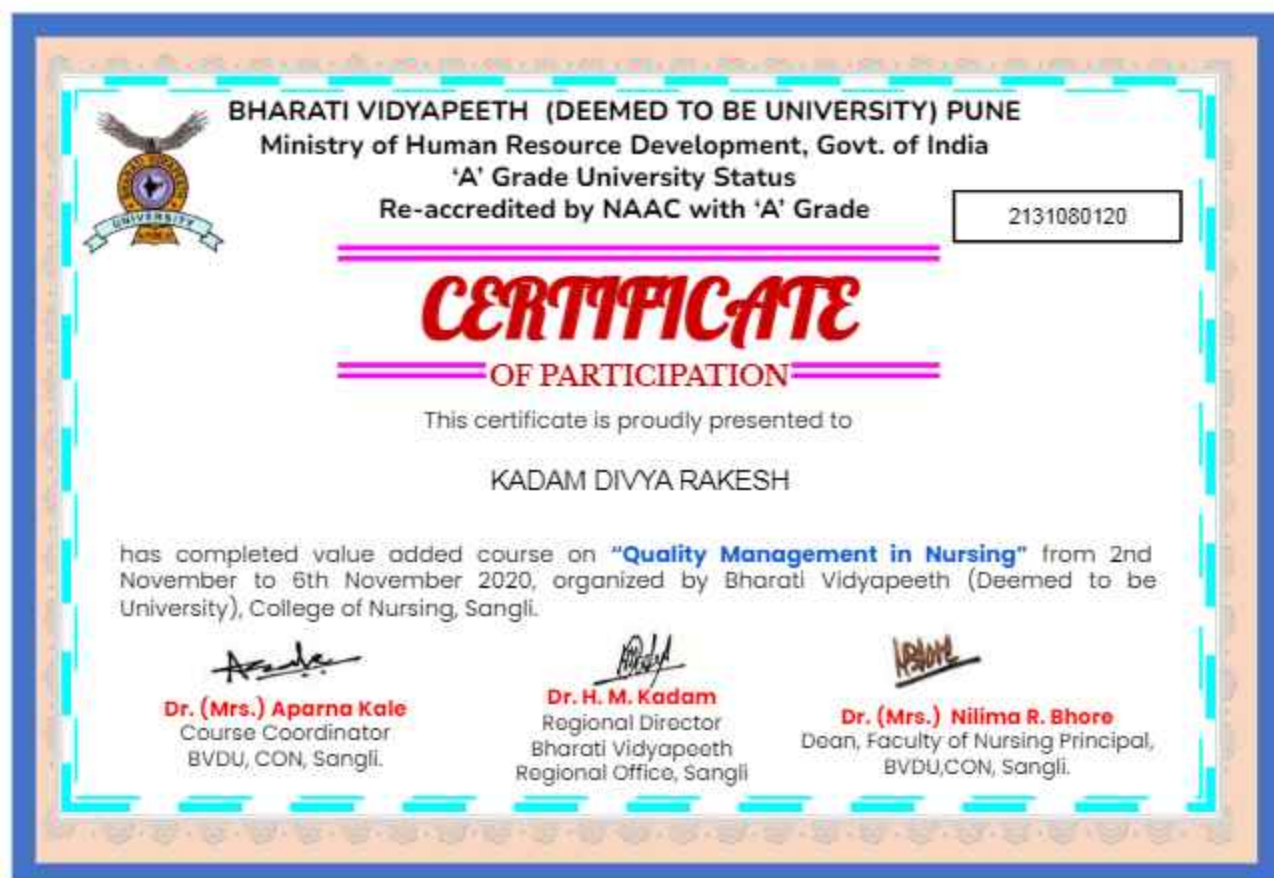 BHARATI VIDYAPEETH (DEEMED TO BE UNIVERSITY) PUNE
Ministry of Human Resource Development, Govt. of India
‘A’ Grade University Status
Re-accredited by NAAC with ‘A’ Grade
2131080120
BHARATI VIDYAPEETH
UNIVERSITY
CERTIFICATE
OF PARTICIPATION
This certificate is proudly presented to
KADAM DIVYA RAKESH
has completed value added course on “Quality Management in Nursing” from 2nd
November to 6th November 2020, organized by Bharati Vidyapeeth (Deemed to be
University), College of Nursing, Sangli.
Dr. (Mrs.) Aparna Kale
Course Coordinator
BVDU, CON, Sangli.
Dr. H. M. Kadam
Regional Director
Bharati Vidyapeeth
Regional Office, Sangli
Dr. (Mrs.) Nilima R. Bhore
Dean, Faculty of Nursing Principal,
BVDU,CON, Sangli.